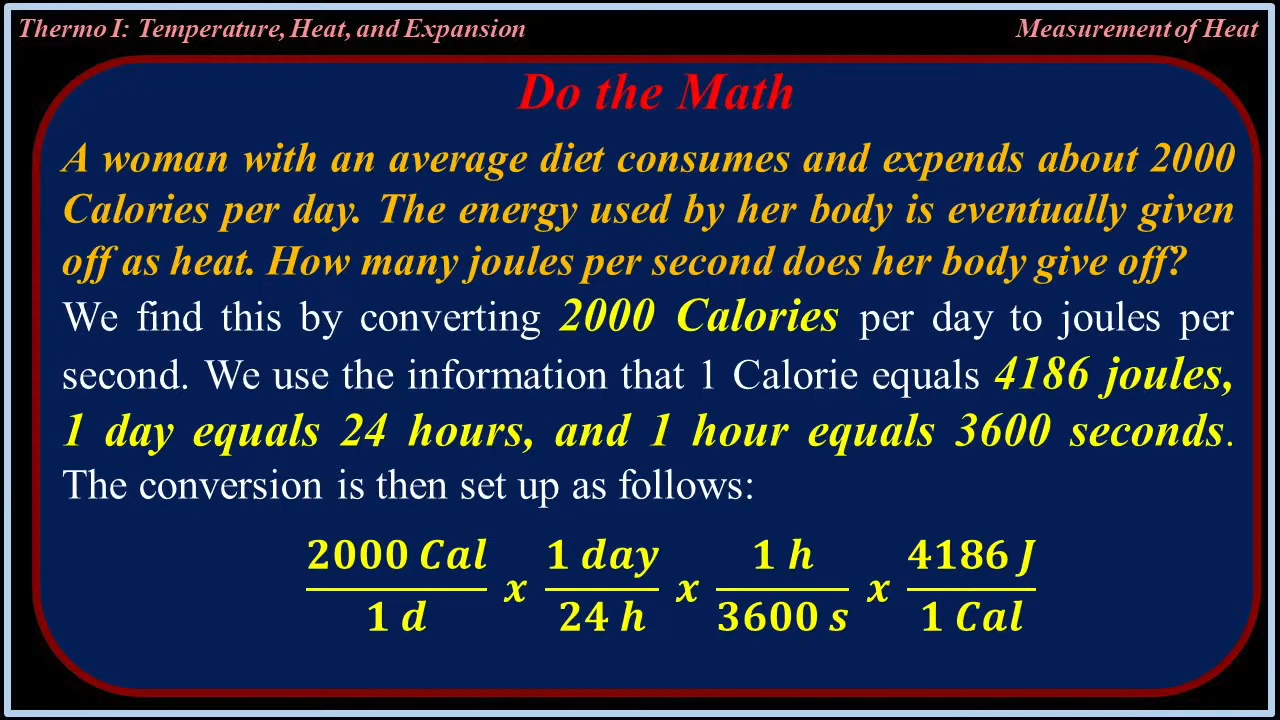 Thermo I: Temperature, Heat, and Expansion
Measurement of Heat
Do the Math
A woman with an average diet consumes and expends about 2000
Calories per day. The energy used by her body is eventually given
off as heat. How many joules per second does her body give off?
We find this by converting 2000 Calories per day to joules per
second. We use the information that 1 Calorie equals 4186 joules,
1 day equals 24 hours, and 1 hour equals 3600 seconds.
The conversion is then set up as follows:
2000 Cal / 1 d x 1 day / 24 h x 1 h / 3600 s x 4186 J / 1 Cal